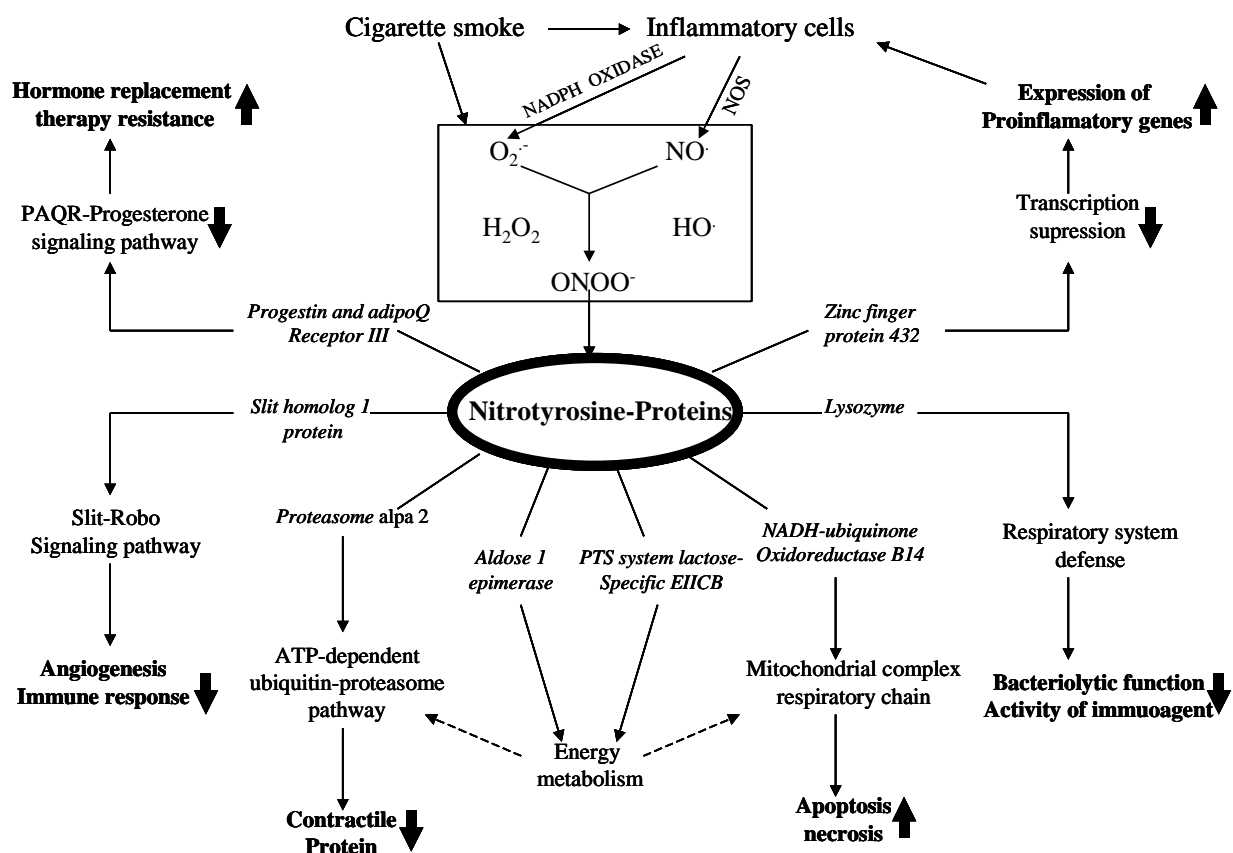 Cigarette smoke
Inflammatory cells
NADPH OXIDASE
NOS
Hormone replacement
therapy resistance
Expression of
Proinflamatory genes
O₂·-
NO·
PAQR-Progesterone
signaling pathway
Transcription
supression
H₂O₂
HO·
ONOO-
Progestin and adipoQ
Receptor III
Zinc finger
protein 432
Nitrotyrosine-Proteins
Slit homolog 1
protein
Lysozyme
Slit-Robo
Signaling pathway
Proteasome alpa 2
Aldose 1
epimerase
PTS system lactose-
Specific EIICB
NADH-ubiquinone
Oxidoreductase B14
Respiratory system
defense
Angiogenesis
Immune response
ATP-dependent
ubiquitin-proteasome
pathway
Energy
metabolism
Mitochondrial complex
respiratory chain
Bacteriolytic function
Activity of immuoagent
Contractile
Protein
Apoptosis
necrosis